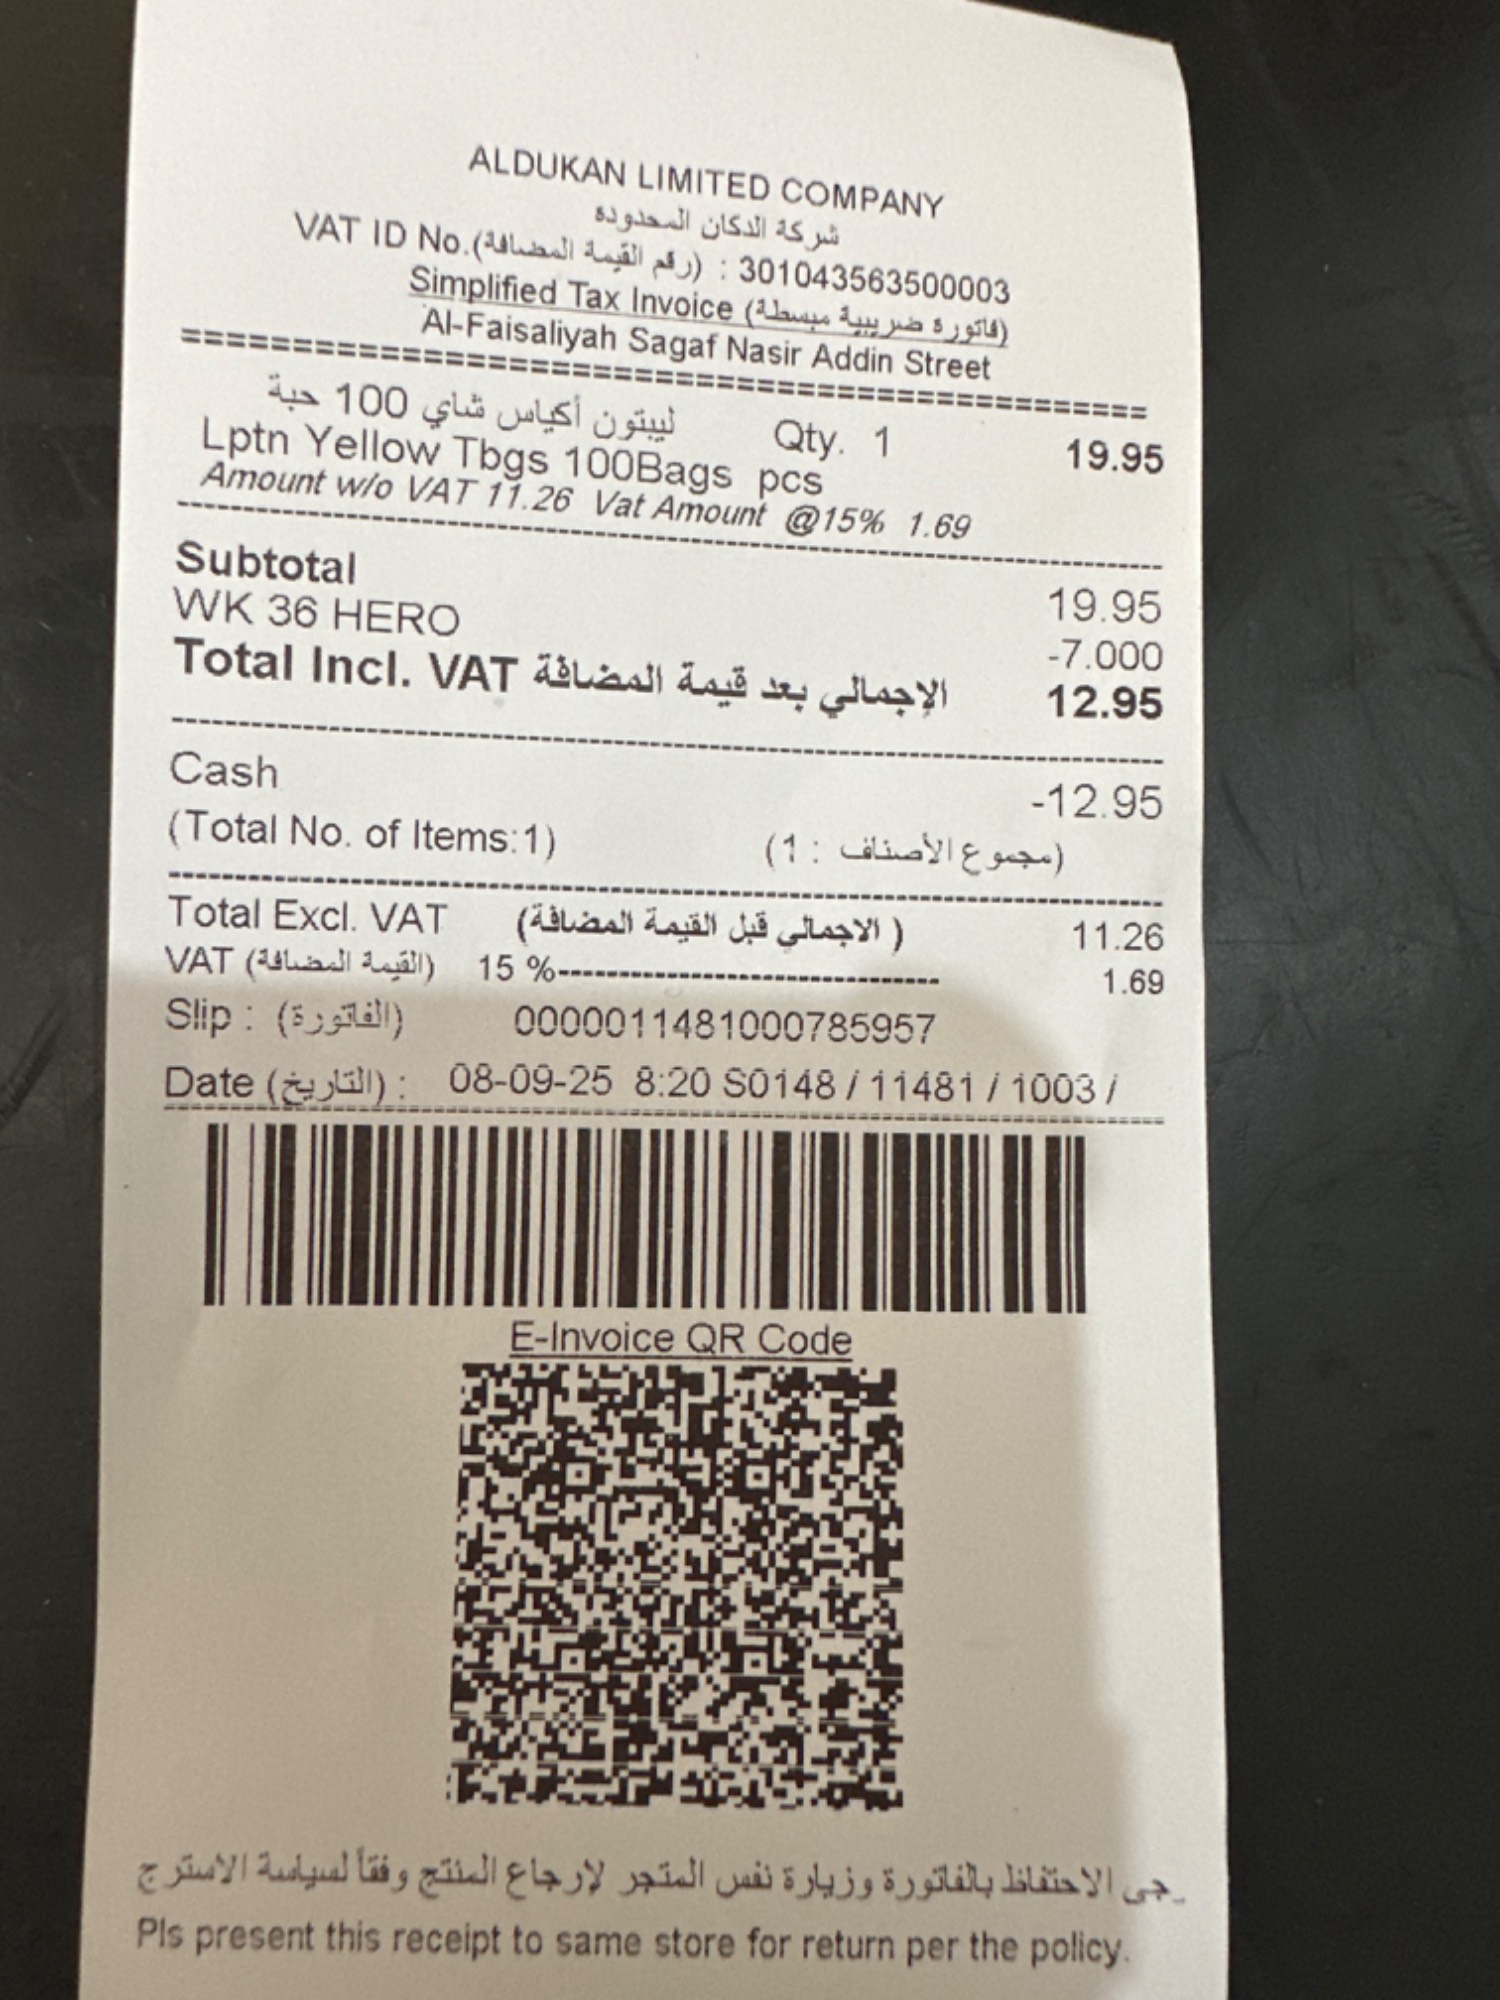 ALDUKAN LIMITED COMPANY
شركة الدكان المحدودة
VAT ID No.(رقم القيمة المضافة) : 301043563500003
Simplified Tax Invoice (فاتورة ضريبية مبسطة)
Al-Faisaliyah Sagaf Nasir Addin Street
================================================
ليبتون أكياس شاي 100 حبة Qty. 1 19.95
Lptn Yellow Tbgs 100Bags pcs
Amount w/o VAT 11.26 Vat Amount @15% 1.69
Subtotal 19.95
WK 36 HERO -7.000
Total Incl. VAT الإجمالي بعد قيمة المضافة 12.95
Cash -12.95
(Total No. of Items:1) (مجموع الأصناف : 1)
Total Excl. VAT (الاجمالي قبل القيمة المضافة ) 11.26
VAT (القيمة المضافة) 15 %-------------------------------- 1.69
Slip : (الفاتورة) 0000011481000785957
Date (التاريخ) : 08-09-25 8:20 S0148 / 11481 / 1003 /
E-Invoice QR Code
جى الاحتفاظ بالفاتورة وزيارة نفس المتجر لإرجاع المنتج وفقاً لسياسة الاسترج
Pls present this receipt to same store for return per the policy.